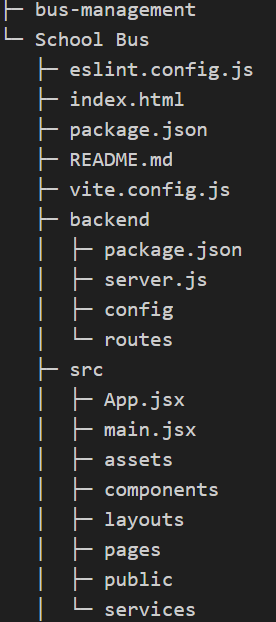 ├─ bus-management
└─ School Bus
   ├─ eslint.config.js
   ├─ index.html
   ├─ package.json
   ├─ README.md
   ├─ vite.config.js
   ├─ backend
   │  ├─ package.json
   │  ├─ server.js
   │  ├─ config
   │  └─ routes
   ├─ src
   │  ├─ App.jsx
   │  ├─ main.jsx
   │  ├─ assets
   │  ├─ components
   │  ├─ layouts
   │  ├─ pages
   │  ├─ public
   │  └─ services